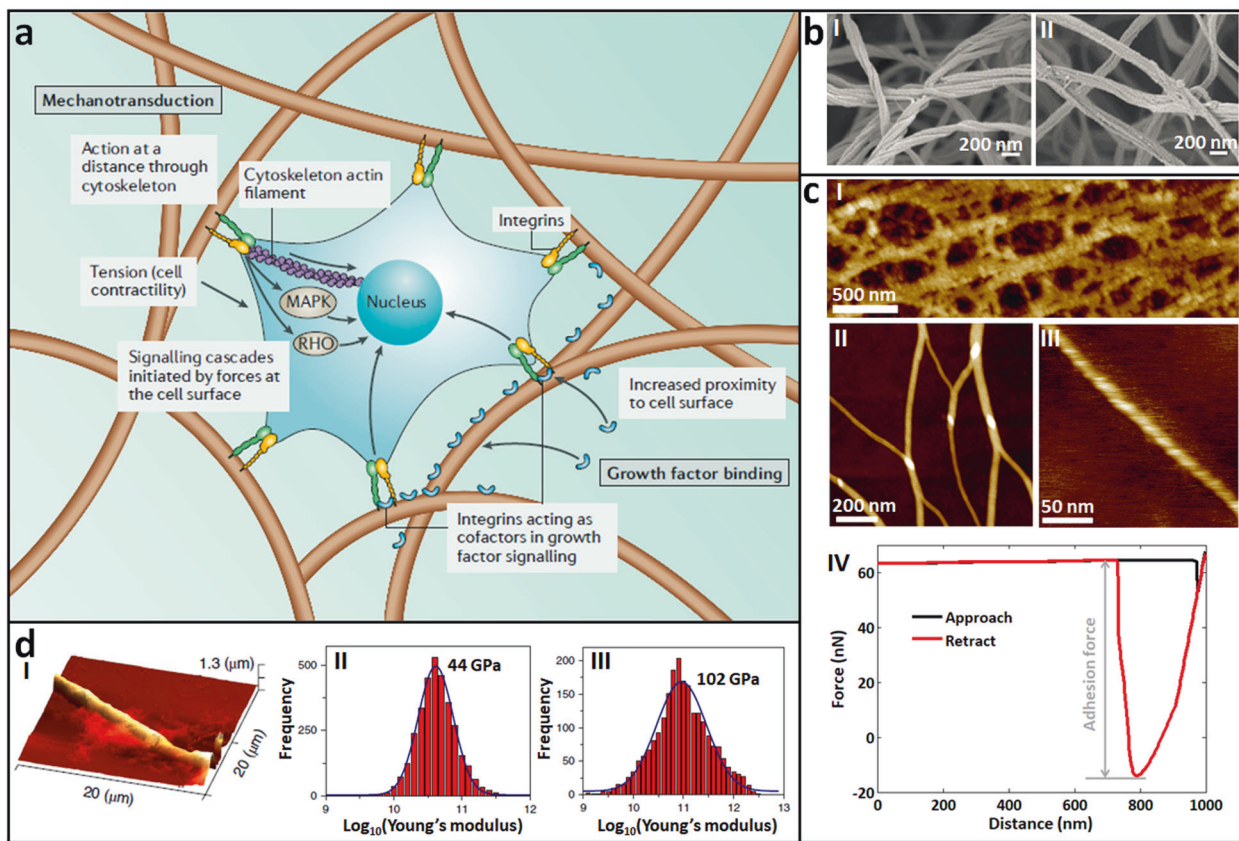 a
Mechanotransduction
Action at a
distance through
cytoskeleton
Cytoskeleton actin
filament
Integrins
Tension (cell
contractility)
MAPK
Nucleus
RHO
Signalling cascades
initiated by forces at
the cell surface
Increased proximity
to cell surface
Growth factor binding
Integrins acting as
cofactors in growth
factor signalling
b
I
200 nm
II
200 nm
c
I
500 nm
II
200 nm
III
50 nm
IV
60
40
20
0
-20
Force (nN)
Approach
Retract
Adhesion force
0
200
400
600
800
1000
Distance (nm)
d
I
1.3 (μm)
20 (μm)
20 (μm)
II
44 GPa
500
250
0
Frequency
9
10
11
12
Log10(Young's modulus)
III
102 GPa
200
175
150
125
100
75
50
25
0
Frequency
9
10
11
12
13
Log10(Young's modulus)